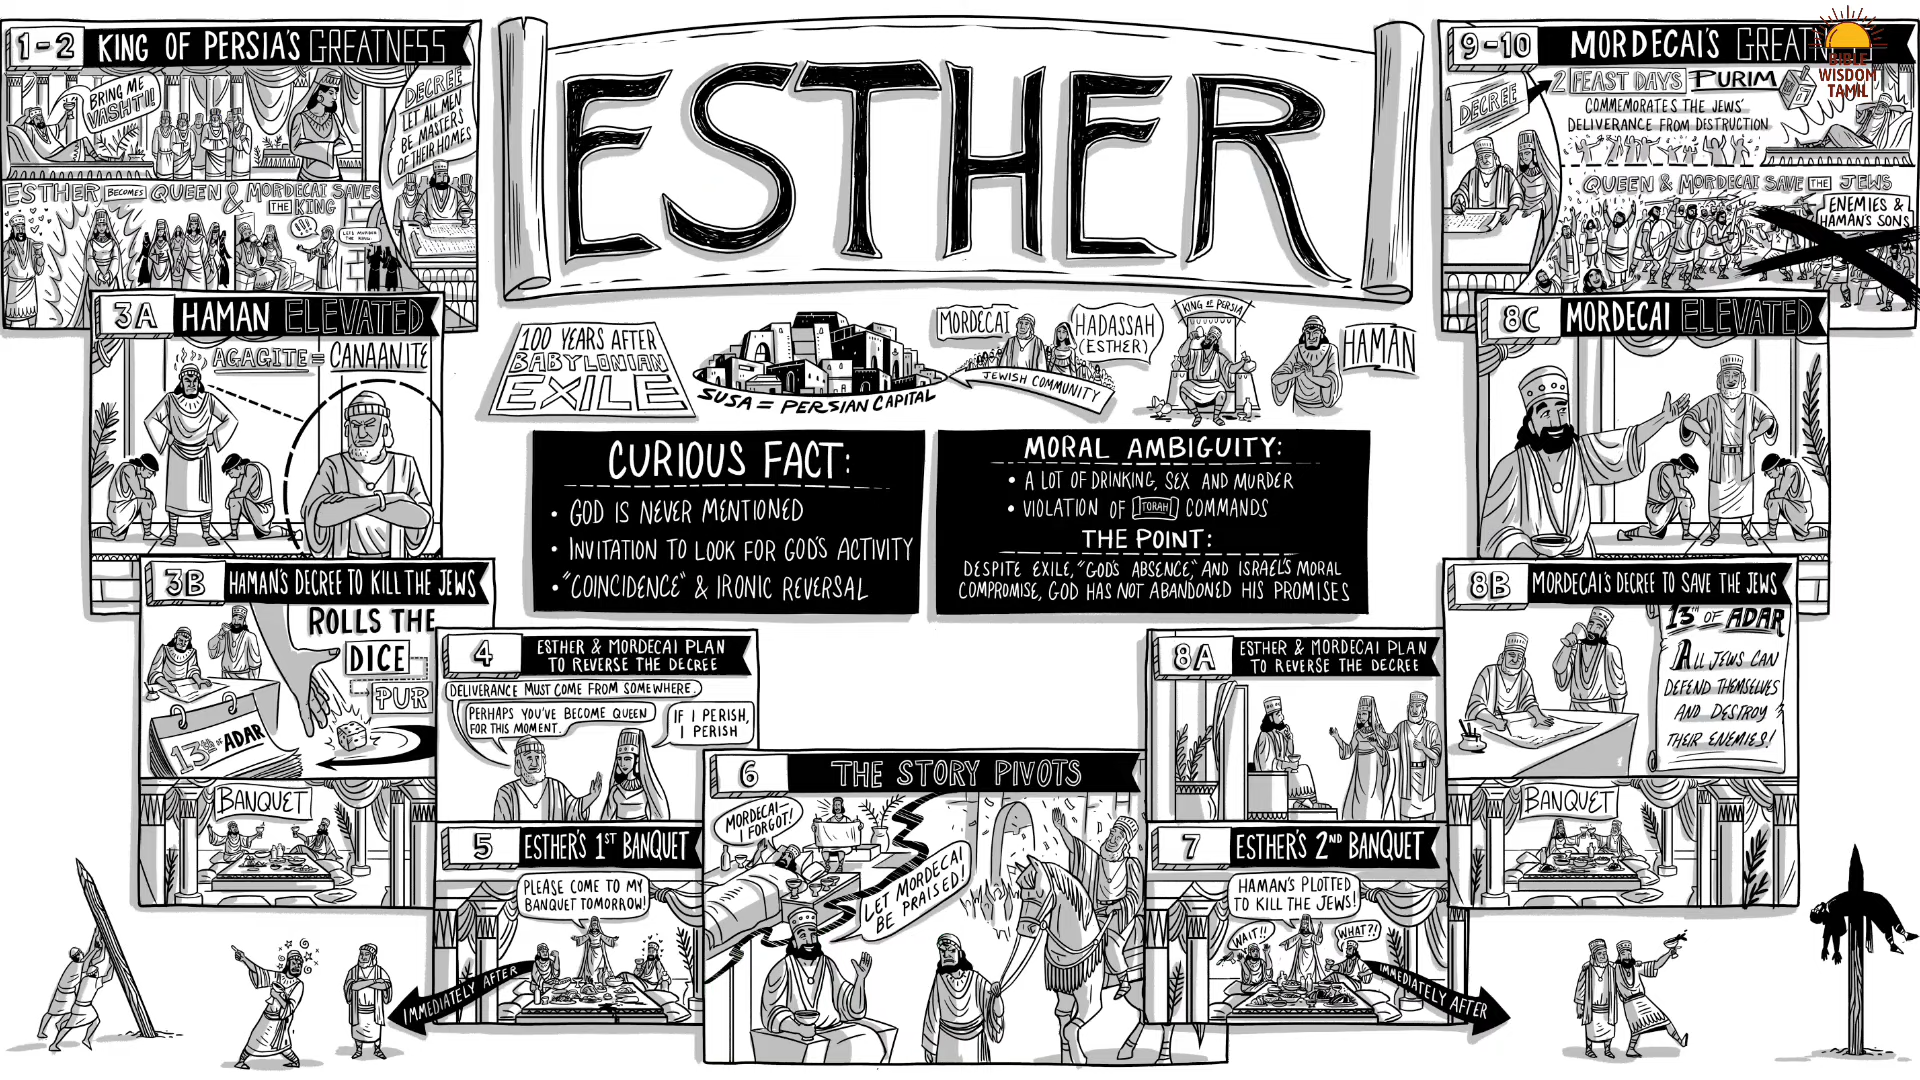 ESTHER
1-2 KING OF PERSIA'S GREATNESS
BRING ME
VASHTI!!
DECREE
LET ALL MEN
BE MASTERS
OF THEIR HOMES
ESTHER BECOMES QUEEN & MORDECAI SAVES
THE KING
LETS MURDER
THE KING..
3A HAMAN ELEVATED
AGAGITE = CANAANITE
3B HAMAN'S DECREE TO KILL THE JEWS
ROLLS THE
DICE
PUR
13TH OF ADAR
BANQUET
100 YEARS AFTER
BABYLONIAN
EXILE
SUSA = PERSIAN CAPITAL
MORDECAI
HADASSAH
(ESTHER)
JEWISH COMMUNITY
KING OF PERSIA
HAMAN
CURIOUS FACT:
• GOD IS NEVER MENTIONED
• INVITATION TO LOOK FOR GOD'S ACTIVITY
• "COINCIDENCE" & IRONIC REVERSAL
MORAL AMBIGUITY:
• A LOT OF DRINKING, SEX AND MURDER
• VIOLATION OF TORAH COMMANDS
THE POINT:
DESPITE EXILE, "GOD'S ABSENCE," AND ISRAEL'S MORAL
COMPROMISE, GOD HAS NOT ABANDONED HIS PROMISES
4 ESTHER & MORDECAI PLAN
TO REVERSE THE DECREE
DELIVERANCE MUST COME FROM SOMEWHERE.
PERHAPS YOU'VE BECOME QUEEN
FOR THIS MOMENT.
IF I PERISH,
I PERISH
5 ESTHER'S 1ST BANQUET
PLEASE COME TO MY
BANQUET TOMORROW!
IMMEDIATELY AFTER
6 THE STORY PIVOTS
MORDECAI—
I FORGOT!
LET MORDECAI
BE PRAISED!
7 ESTHER'S 2ND BANQUET
HAMAN'S PLOTTED
TO KILL THE JEWS!
WAIT!!
WHAT?!
IMMEDIATELY AFTER
8A ESTHER & MORDECAI PLAN
TO REVERSE THE DECREE
8B MORDECAI'S DECREE TO SAVE THE JEWS
13TH OF ADAR
ALL JEWS CAN
DEFEND THEMSELVES
AND DESTROY
THEIR ENEMIES!
BANQUET
8C MORDECAI ELEVATED
9-10 MORDECAI'S
DECREE
2 FEAST DAYS PURIM
COMMEMORATES THE JEWS'
DELIVERANCE FROM DESTRUCTION
QUEEN & MORDECAI SAVE THE JEWS
ENEMIES &
HAMAN'S SONS
BIBLE
WISDOM
TAMIL